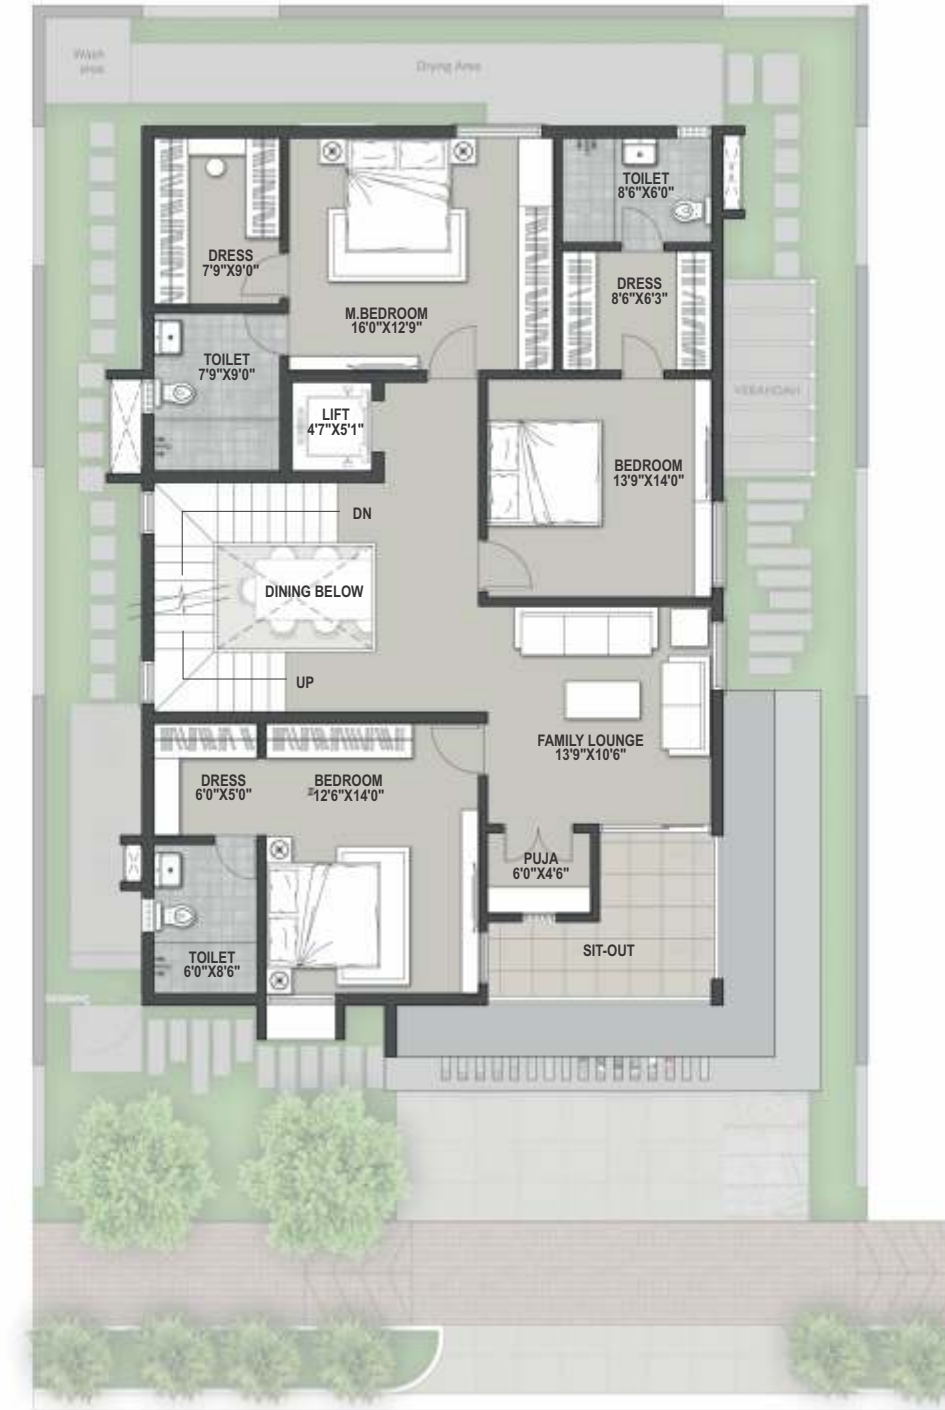 Wash
area
Drying Area
TOILET
8'6"X6'0"
DRESS
7'9"X9'0"
DRESS
8'6"X6'3"
M.BEDROOM
16'0"X12'9"
TOILET
7'9"X9'0"
VERANDAH
LIFT
4'7"X5'1"
BEDROOM
13'9"X14'0"
DN
DINING BELOW
UP
FAMILY LOUNGE
13'9"X10'6"
DRESS
6'0"X5'0"
BEDROOM
12'6"X14'0"
PUJA
6'0"X4'6"
SIT-OUT
TOILET
6'0"X8'6"